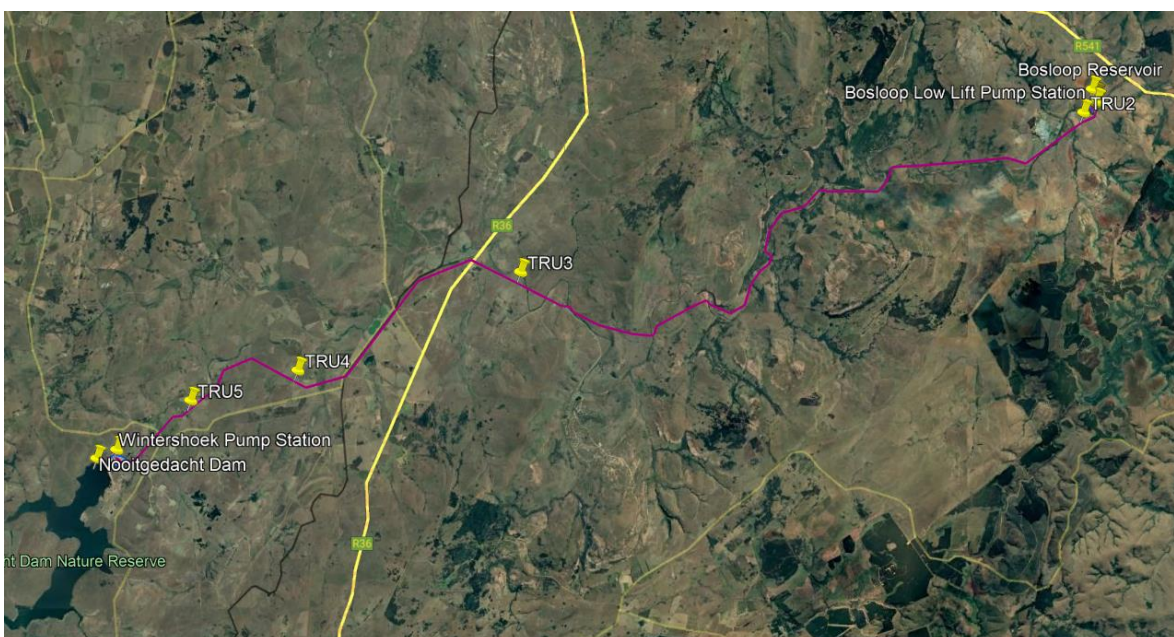 R541
Bosloop Reservoir
Bosloop Low Lift Pump Station
TRU2
R36
TRU3
TRU4
TRU5
Wintershoek Pump Station
Nooitgedacht Dam
R36
nt Dam Nature Reserve